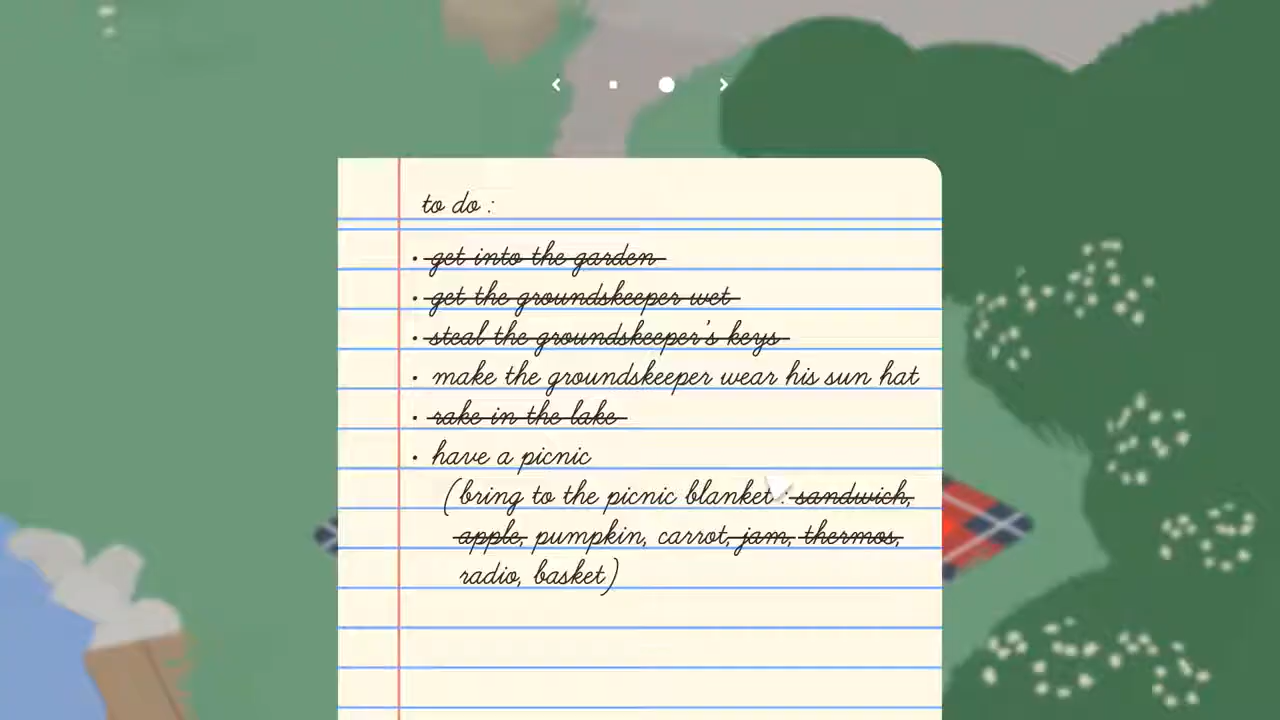 to do :
· get into the garden
· get the groundskeeper wet
· steal the groundskeeper's keys
· make the groundskeeper wear his sun hat
· rake in the lake
· have a picnic
(bring to the picnic blanket : sandwich,
apple, pumpkin, carrot, jam, thermos,
radio, basket)